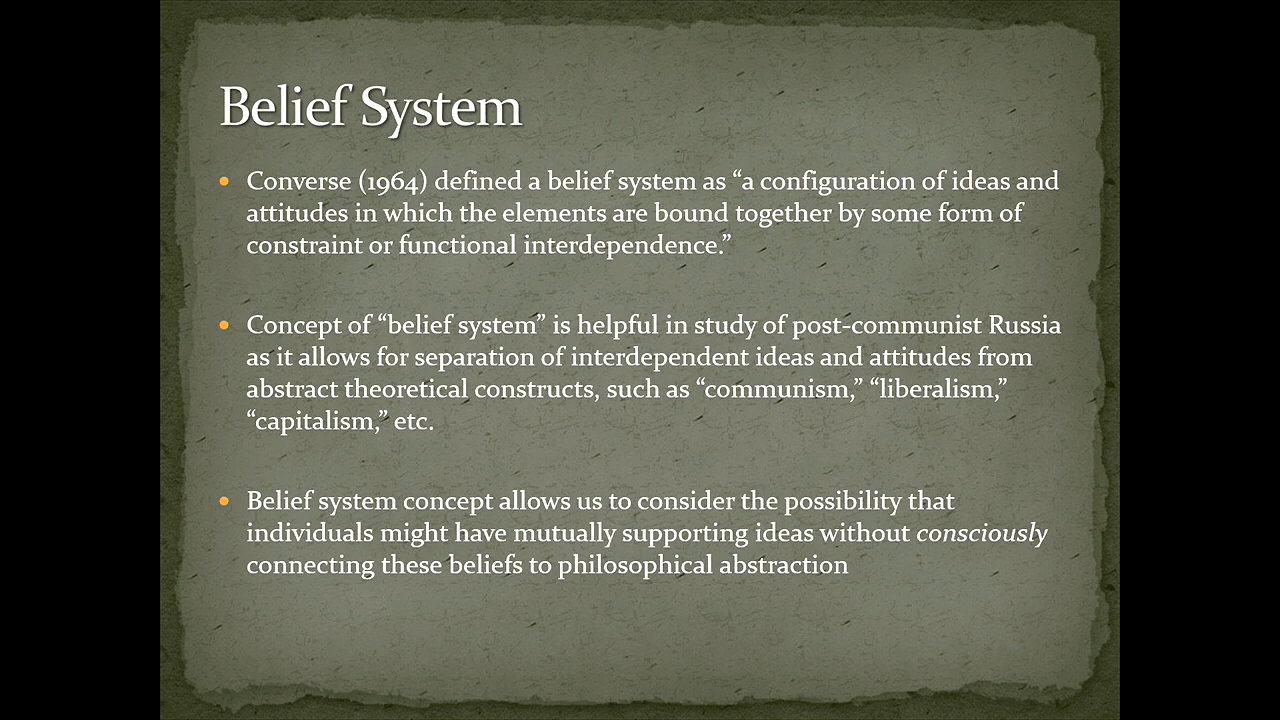 Belief System
Converse (1964) defined a belief system as “a configuration of ideas and
attitudes in which the elements are bound together by some form of
constraint or functional interdependence.”
Concept of “belief system” is helpful in study of post-communist Russia
as it allows for separation of interdependent ideas and attitudes from
abstract theoretical constructs, such as “communism,” “liberalism,”
“capitalism,” etc.
Belief system concept allows us to consider the possibility that
individuals might have mutually supporting ideas without consciously
connecting these beliefs to philosophical abstraction